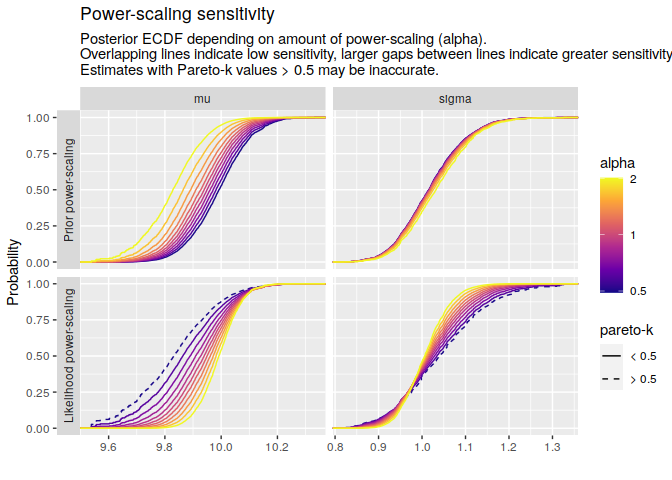 Power-scaling sensitivity
Posterior ECDF depending on amount of power-scaling (alpha).
Overlapping lines indicate low sensitivity, larger gaps between lines indicate greater sensitivity
Estimates with Pareto-k values > 0.5 may be inaccurate.
mu
sigma
Probability
Prior power-scaling
1.00
0.75
0.50
0.25
0.00
Likelihood power-scaling
1.00
0.75
0.50
0.25
0.00
9.6 9.8 10.0 10.2
0.8 0.9 1.0 1.1 1.2 1.3
alpha
2
1
0.5
pareto-k
< 0.5
> 0.5